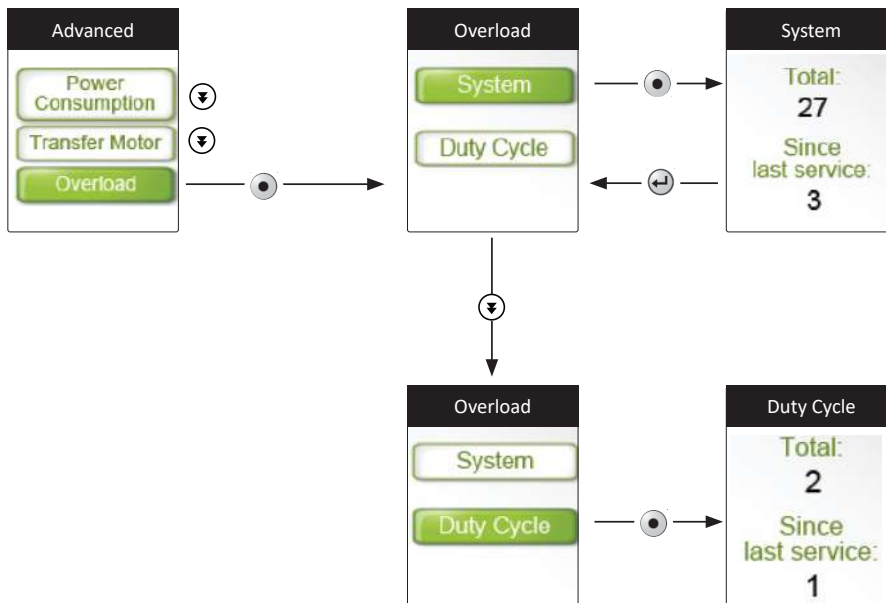 Advanced
Power
Consumption
Transfer Motor
Overload
Overload
System
Duty Cycle
System
Total:
27
Since
last service:
3
Overload
System
Duty Cycle
Duty Cycle
Total:
2
Since
last service:
1